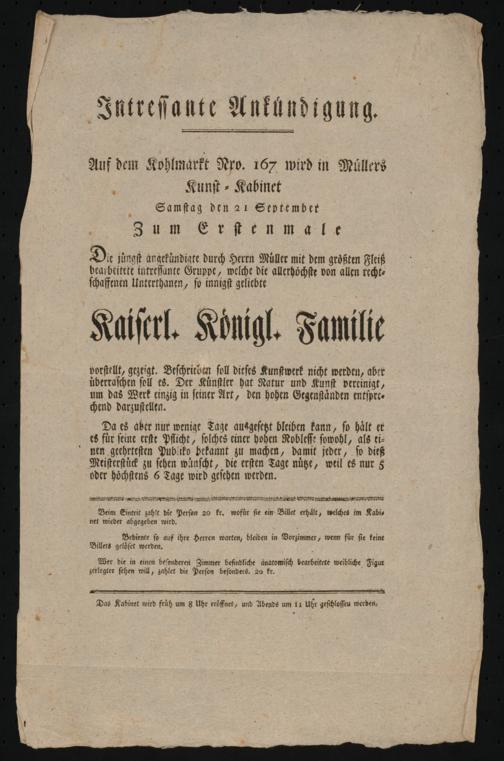 Intressante Ankündigung.
Auf dem Kohlmarkt Nro. 167 wird in Müllers
Kunst-Kabinet
Samstag den 21 September
Zum Erstenmale
Die jüngst angekündigte durch Herrn Müller mit dem größten Fleiß
bearbeitete intressante Gruppe, welche die allerhöchste von allen recht-
schaffenen Unterthanen, so innigst geliebte
Kaiserl. Königl. Familie
vorstellt, gezeigt. Beschrieben soll dieses Kunstwerk nicht werden, aber
überraschen soll es. Der Künstler hat Natur und Kunst vereinigt,
um das Werk einzig in seiner Art, den hohen Gegenständen entspre-
chend darzustellen.
Da es aber nur wenige Tage ausgesetzt bleiben kann, so hält er
es für seine erste Pflicht, solches einer hohen Noblesse sowohl, als ei-
nen geehrtesten Publiko bekannt zu machen, damit jeder, so dieß
Meisterstück zu sehen wünscht, die ersten Tage nütze, weil es nur 5
oder höchstens 6 Tage wird gesehen werden.
Beim Eintrit zahlt die Person 20 kr. wofür sie ein Billet erhält, welches im Kabi-
net wieder abgegeben wird.
Bediente so auf ihre Herren warten, bleiben in Vorzimmer, wenn für sie keine
Billets gelöset werden.
Wer die in einen besonderen Zimmer befindliche anatomisch bearbeitete weibliche Figur
zerlegter sehen will, zahlet die Person besonders. 20 kr.
Das Kabinet wird früh um 8 Uhr eröffnet, und Abends um 11 Uhr geschlossen werden.